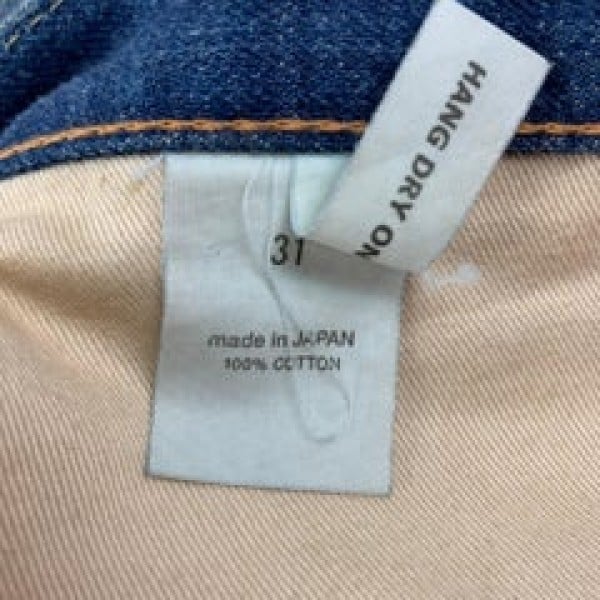 HANG DRY ON
31
made in JAPAN
100% COTTON